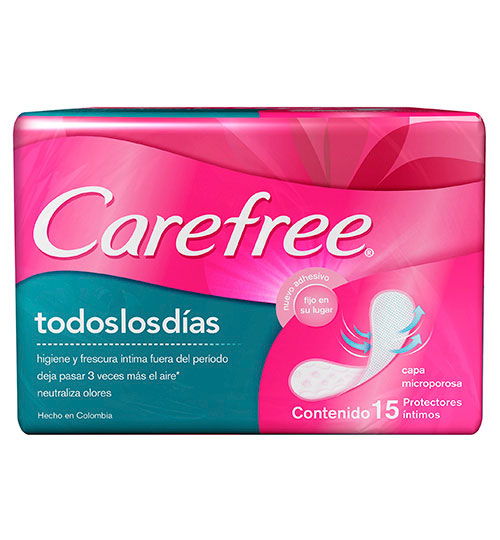 Carefree®
todoslosdías
higiene y frescura íntima fuera del período
deja pasar 3 veces más el aire*
neutraliza olores
Hecho en Colombia
nuevo adhesivo
fijo en
su lugar
capa
microporosa
Contenido 15 Protectores
íntimos